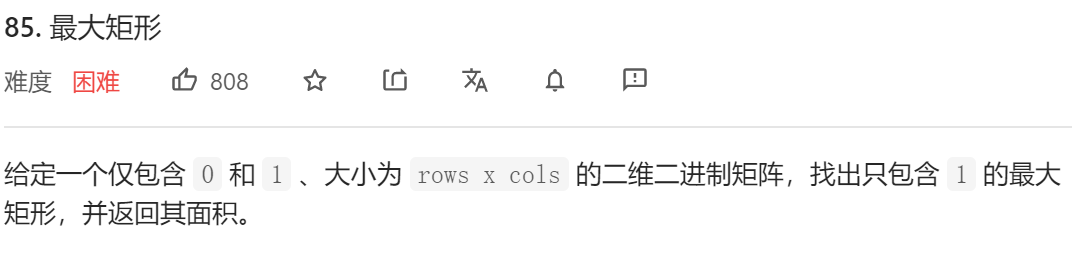 85. 最大矩形
难度 困难 808 文A
给定一个仅包含 0 和 1 、大小为 rows x cols 的二维二进制矩阵，找出只包含 1 的最大
矩形，并返回其面积。